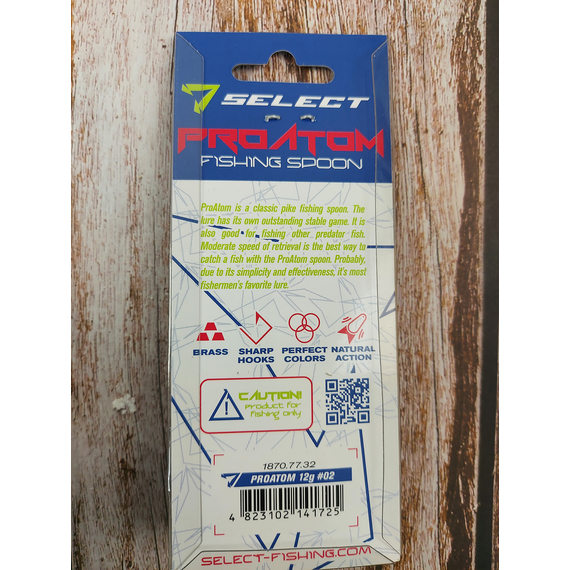 SELECT
PROATOM
FISHING SPOON
ProAtom is a classic pike fishing spoon. The
lure has its own outstanding stable game. It is
also good for fishing other predator fish.
Moderate speed of retrieval is the best way to
catch a fish with the ProAtom spoon. Probably,
due to its simplicity and effectiveness, it's most
fishermen's favorite lure.
BRASS SHARP HOOKS PERFECT COLORS NATURAL ACTION
CAUTION!
Product for
fishing only
1870.77.32
PROATOM 12g #02
4 823102 141725
SELECT-FISHING.COM